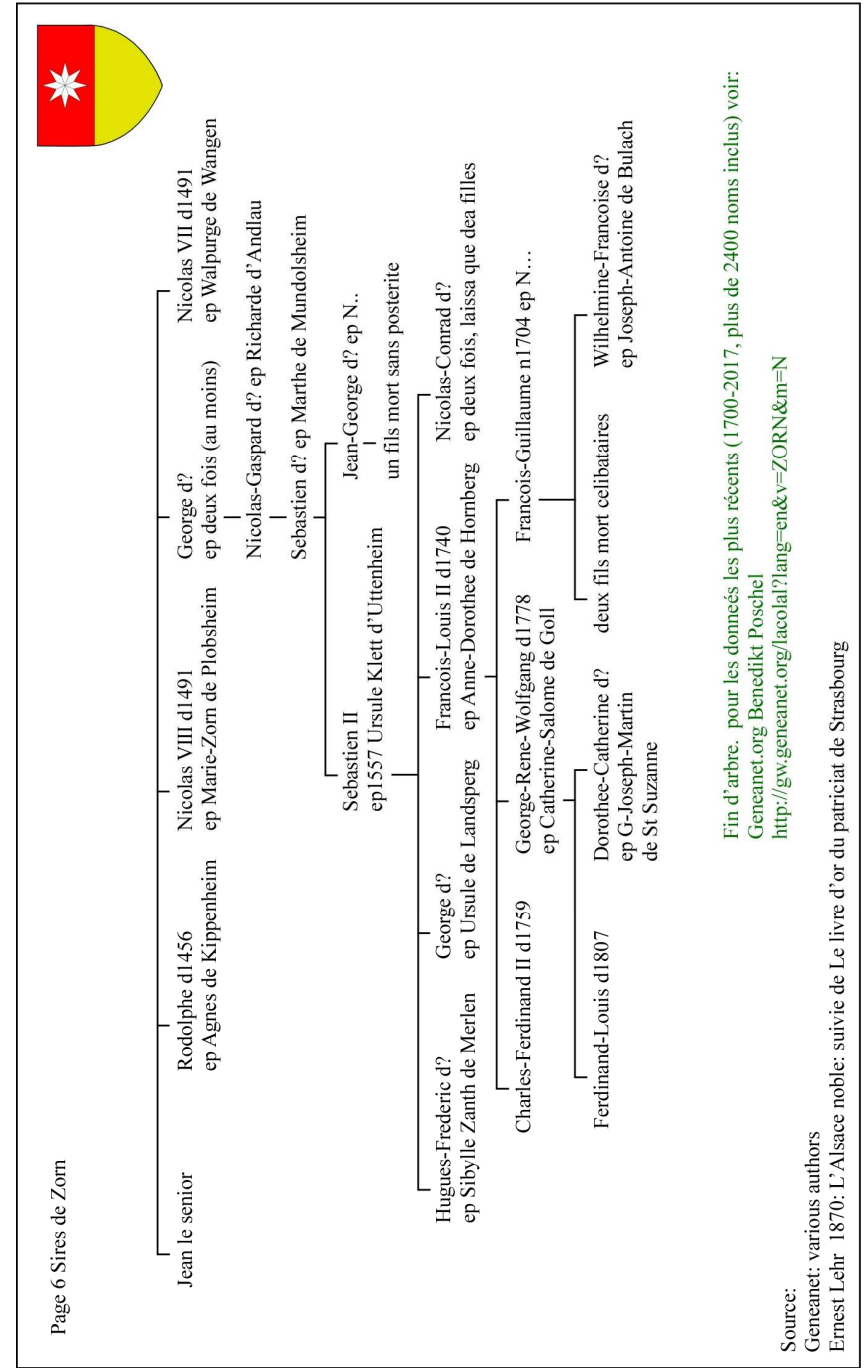 Page 6 Sires de Zorn
Jean le senior
Rodolphe d1456
ep Agnes de Kippenheim
Nicolas VIII d1491
ep Marie-Zorn de Plobsheim
George d?
ep deux fois (au moins)
Nicolas VII d1491
ep Walpurge de Wangen
Nicolas-Gaspard d? ep Richarde d'Andlau
Sebastien d? ep Marthe de Mundolsheim
Sebastien II
ep1557 Ursule Klett d'Uttenheim
Jean-George d? ep N..
un fils mort sans posterite
Hugues-Frederic d?
ep Sibylle Zanth de Merlen
George d?
ep Ursule de Landsperg
Francois-Louis II d1740
ep Anne-Dorothee de Hornberg
Nicolas-Conrad d?
ep deux fois, laissa que dea filles
Charles-Ferdinand II d1759
George-Rene-Wolfgang d1778
ep Catherine-Salome de Goll
Francois-Guillaume n1704 ep N…
Ferdinand-Louis d1807
Dorothee-Catherine d?
ep G-Joseph-Martin
de St Suzanne
deux fils mort celibataires
Wilhelmine-Francoise d?
ep Joseph-Antoine de Bulach
Fin d'arbre. pour les donneés les plus récents (1700-2017, plus de 2400 noms inclus) voir:
Geneanet.org Benedikt Poschel
http://gw.geneanet.org/lacolal?lang=en&v=ZORN&m=N
Source:
Geneanet: various authors
Ernest Lehr 1870: L'Alsace noble: suivie de Le livre d'or du patriciat de Strasbourg